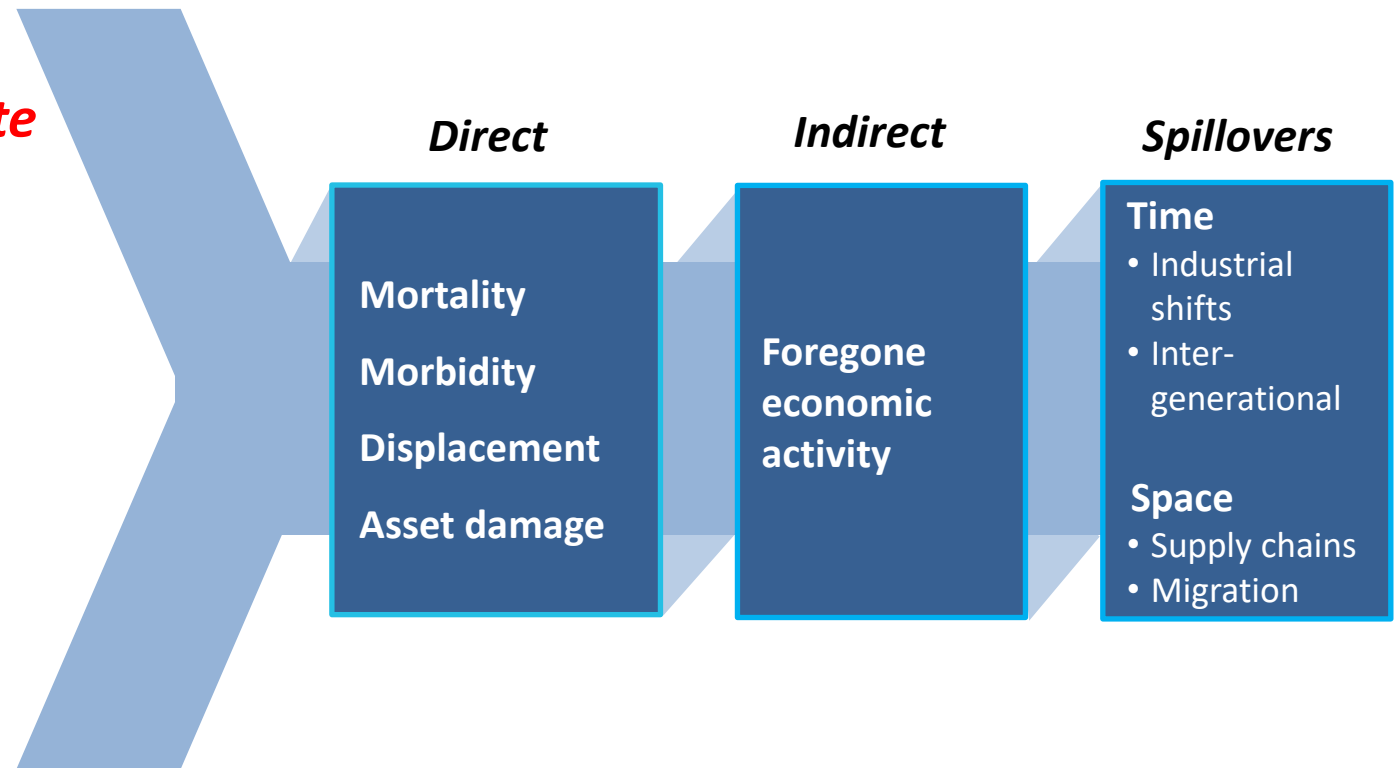 te
Direct
Indirect
Spillovers
Mortality
Morbidity
Displacement
Asset damage
Foregone
economic
activity
Time
• Industrial
shifts
• Inter-
generational
Space
• Supply chains
• Migration